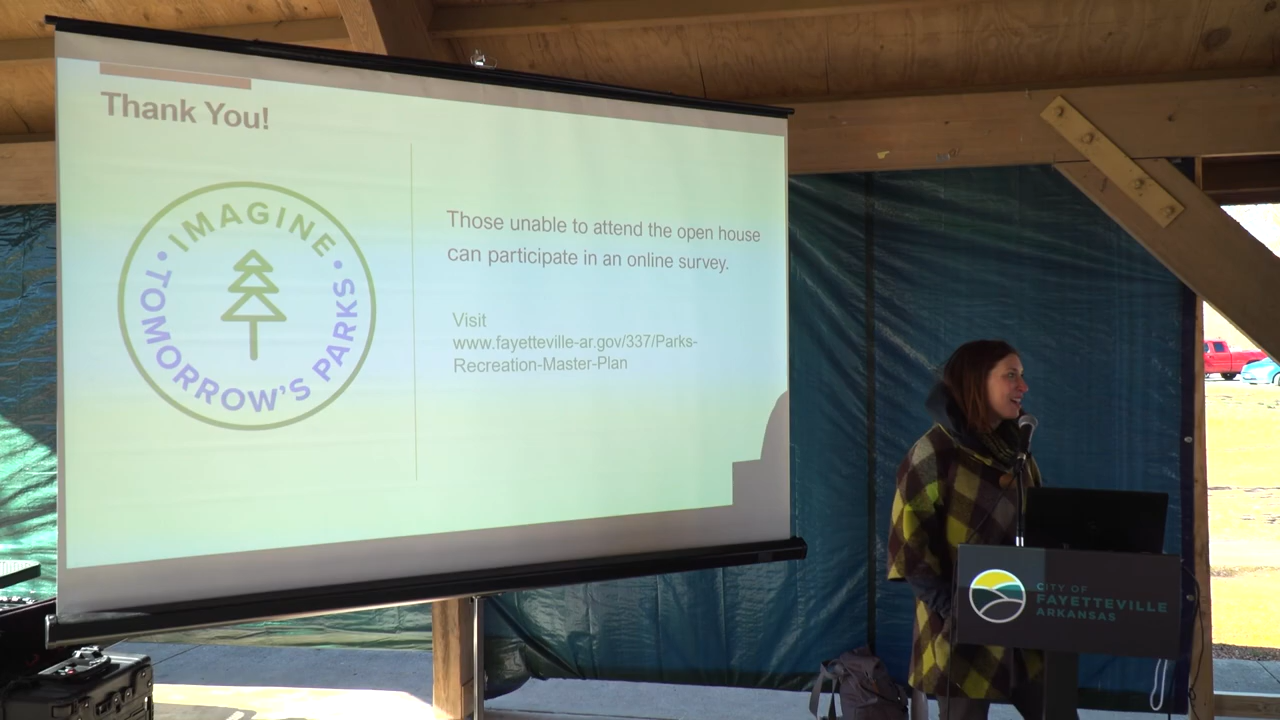 Thank You!
IMAGINE
TOMORROW'S PARKS
Those unable to attend the open house
can participate in an online survey.
Visit
www.fayetteville-ar.gov/337/Parks-
Recreation-Master-Plan
CITY OF
FAYETTEVILLE
ARKANSAS